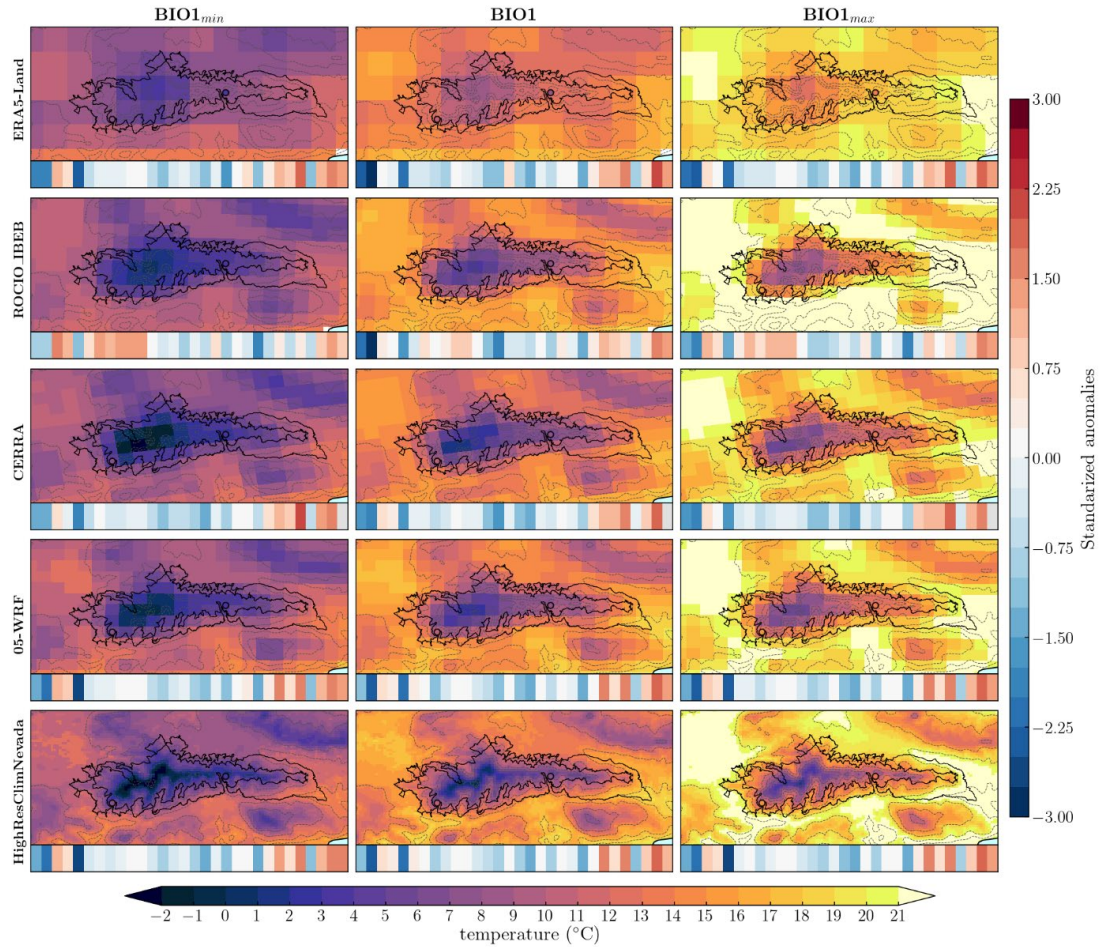 BIO1min BIO1 BIO1max
ERA5-Land
ROCIO_IBEB
CERRA
05-WRF
HighResClimNevada
3.00
2.25
1.50
0.75
0.00
−0.75
−1.50
−2.25
−3.00
Standarized anomalies
−2 −1 0 1 2 3 4 5 6 7 8 9 10 11 12 13 14 15 16 17 18 19 20 21
temperature (°C)